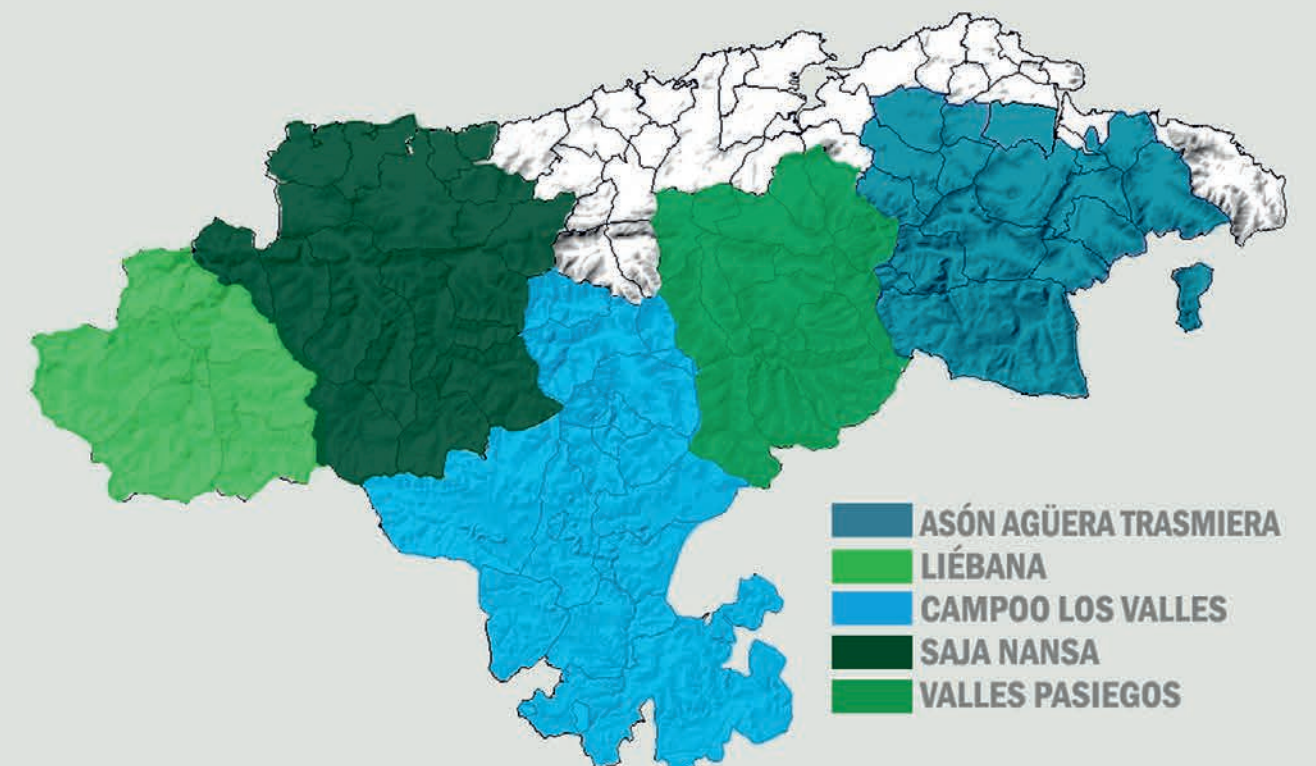 ASÓN AGÜERA TRASMIERA
LIÉBANA
CAMPOO LOS VALLES
SAJA NANSA
VALLES PASIEGOS